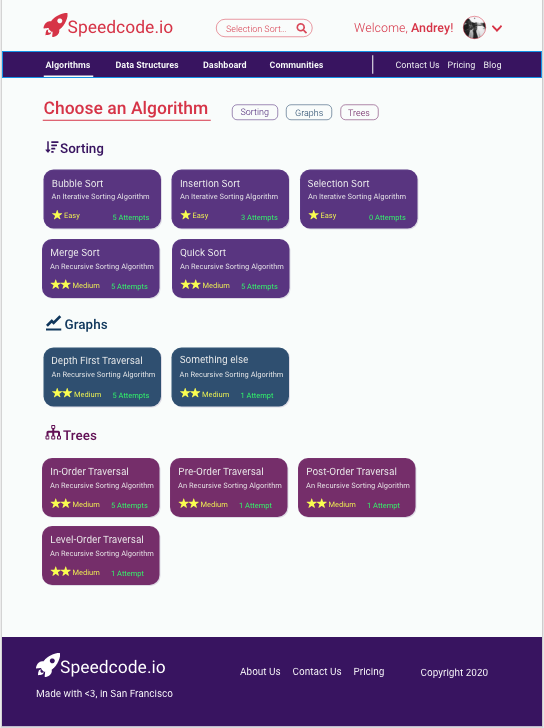 Speedcode.io
Selection Sort...
Welcome, Andrey!
Algorithms Data Structures Dashboard Communities Contact Us Pricing Blog
Choose an Algorithm Sorting Graphs Trees
Sorting
Bubble Sort
An Iterative Sorting Algorithm
Easy 5 Attempts
Insertion Sort
An Iterative Sorting Algorithm
Easy 3 Attempts
Selection Sort
An Iterative Sorting Algorithm
Easy 0 Attempts
Merge Sort
An Recursive Sorting Algorithm
Medium 5 Attempts
Quick Sort
An Recursive Sorting Algorithm
Medium 5 Attempts
Graphs
Depth First Traversal
An Recursive Sorting Algorithm
Medium 5 Attempts
Something else
An Recursive Sorting Algorithm
Medium 1 Attempt
Trees
In-Order Traversal
An Recursive Sorting Algorithm
Medium 5 Attempts
Pre-Order Traversal
An Recursive Sorting Algorithm
Medium 1 Attempt
Post-Order Traversal
An Recursive Sorting Algorithm
Medium 1 Attempt
Level-Order Traversal
An Recursive Sorting Algorithm
Medium 1 Attempt
Speedcode.io
Made with <3, in San Francisco
About Us Contact Us Pricing Copyright 2020